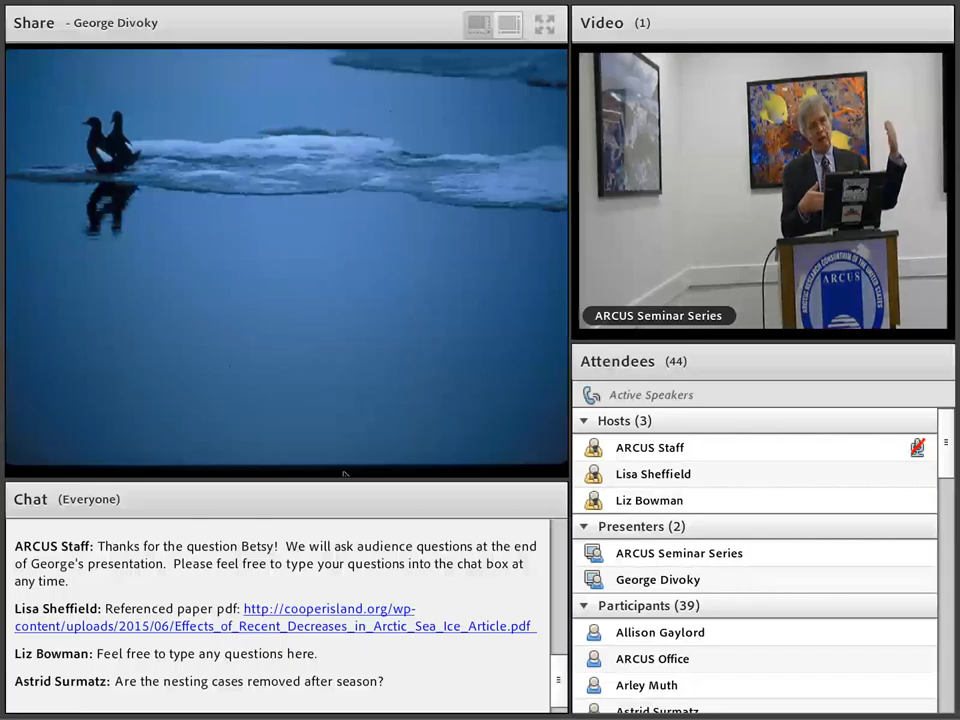 Share - George Divoky
Video (1)
ARCUS
ARCUS Seminar Series
Attendees (44)
Active Speakers
Hosts (3)
ARCUS Staff
Lisa Sheffield
Liz Bowman
Presenters (2)
ARCUS Seminar Series
George Divoky
Participants (39)
Allison Gaylord
ARCUS Office
Arley Muth
Astrid Surmatz
Chat (Everyone)
ARCUS Staff: Thanks for the question Betsy! We will ask audience questions at the end
of George's presentation. Please feel free to type your questions into the chat box at
any time.
Lisa Sheffield: Referenced paper pdf: http://cooperisland.org/wp-
content/uploads/2015/06/Effects_of_Recent_Decreases_in_Arctic_Sea_Ice_Article.pdf
Liz Bowman: Feel free to type any questions here.
Astrid Surmatz: Are the nesting cases removed after season?